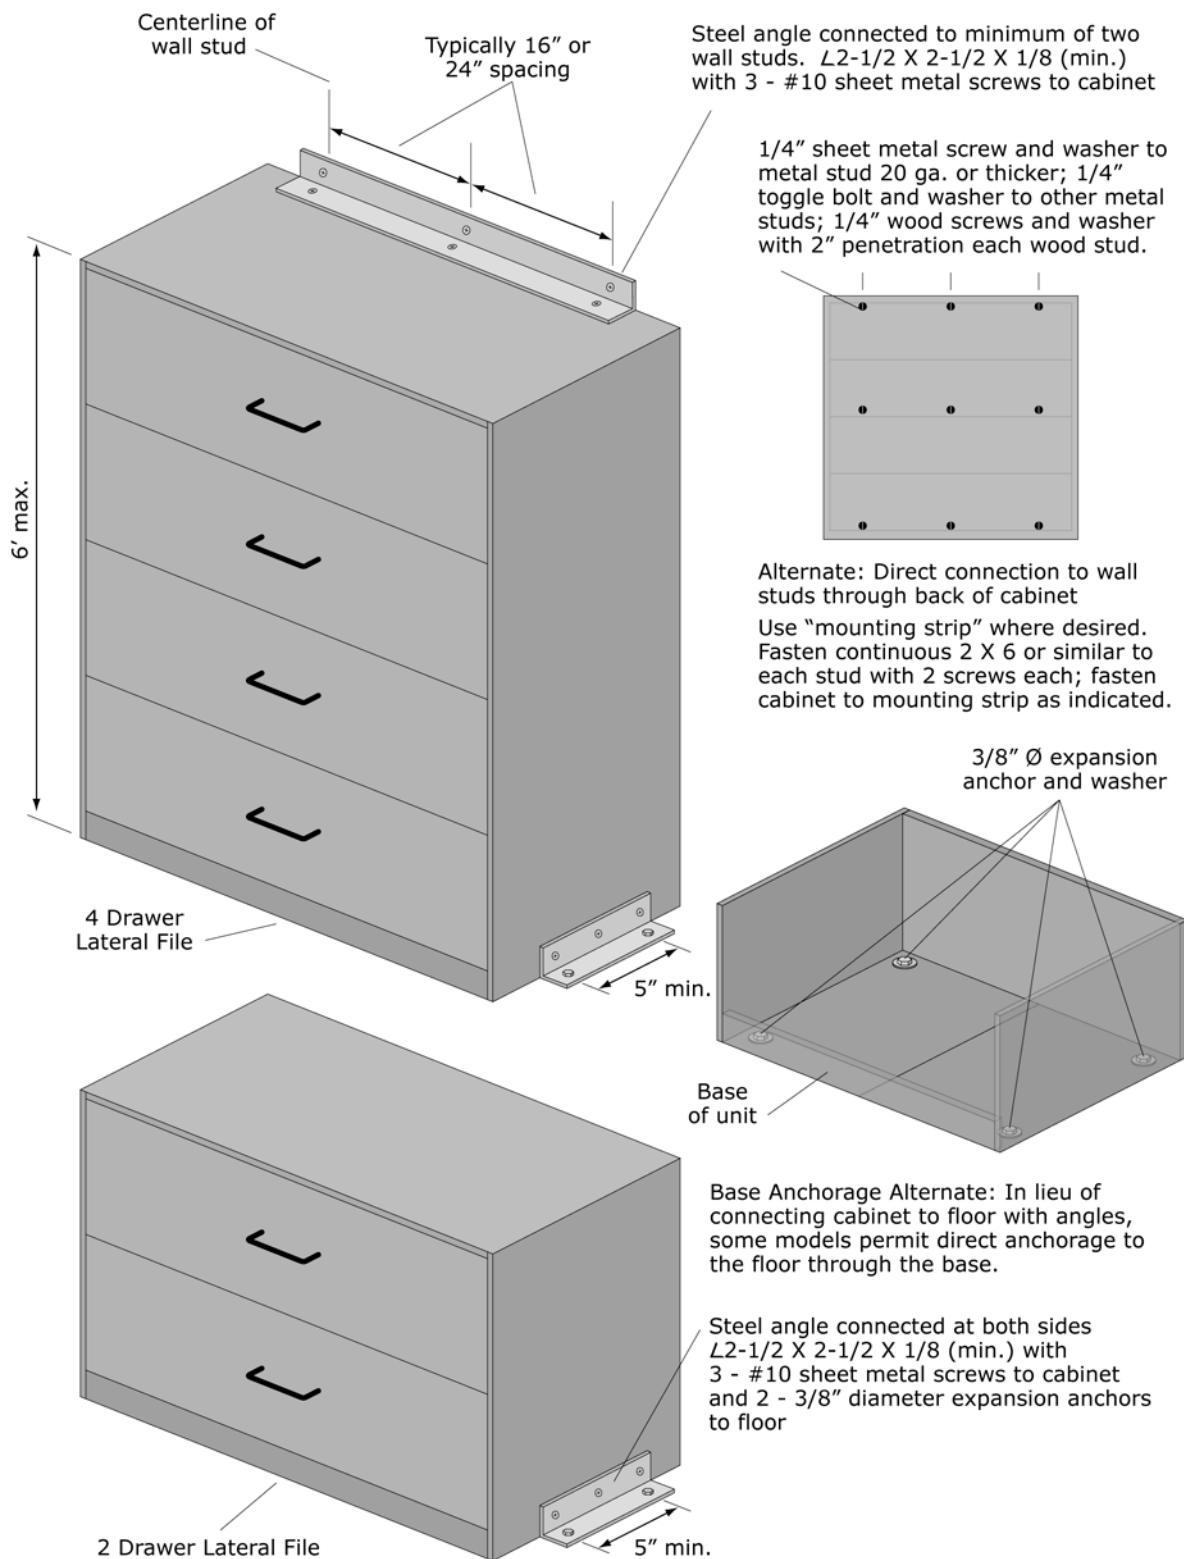 Centerline of
wall stud
Typically 16” or
24” spacing
Steel angle connected to minimum of two
wall studs. ∠2-1/2 X 2-1/2 X 1/8 (min.)
with 3 - #10 sheet metal screws to cabinet
1/4” sheet metal screw and washer to
metal stud 20 ga. or thicker; 1/4”
toggle bolt and washer to other metal
studs; 1/4” wood screws and washer
with 2” penetration each wood stud.
6’ max.
Alternate: Direct connection to wall
studs through back of cabinet
Use “mounting strip” where desired.
Fasten continuous 2 X 6 or similar to
each stud with 2 screws each; fasten
cabinet to mounting strip as indicated.
3/8” Ø expansion
anchor and washer
4 Drawer
Lateral File
5” min.
Base
of unit
Base Anchorage Alternate: In lieu of
connecting cabinet to floor with angles,
some models permit direct anchorage to
the floor through the base.
Steel angle connected at both sides
∠2-1/2 X 2-1/2 X 1/8 (min.) with
3 - #10 sheet metal screws to cabinet
and 2 - 3/8” diameter expansion anchors
to floor
2 Drawer Lateral File
5” min.